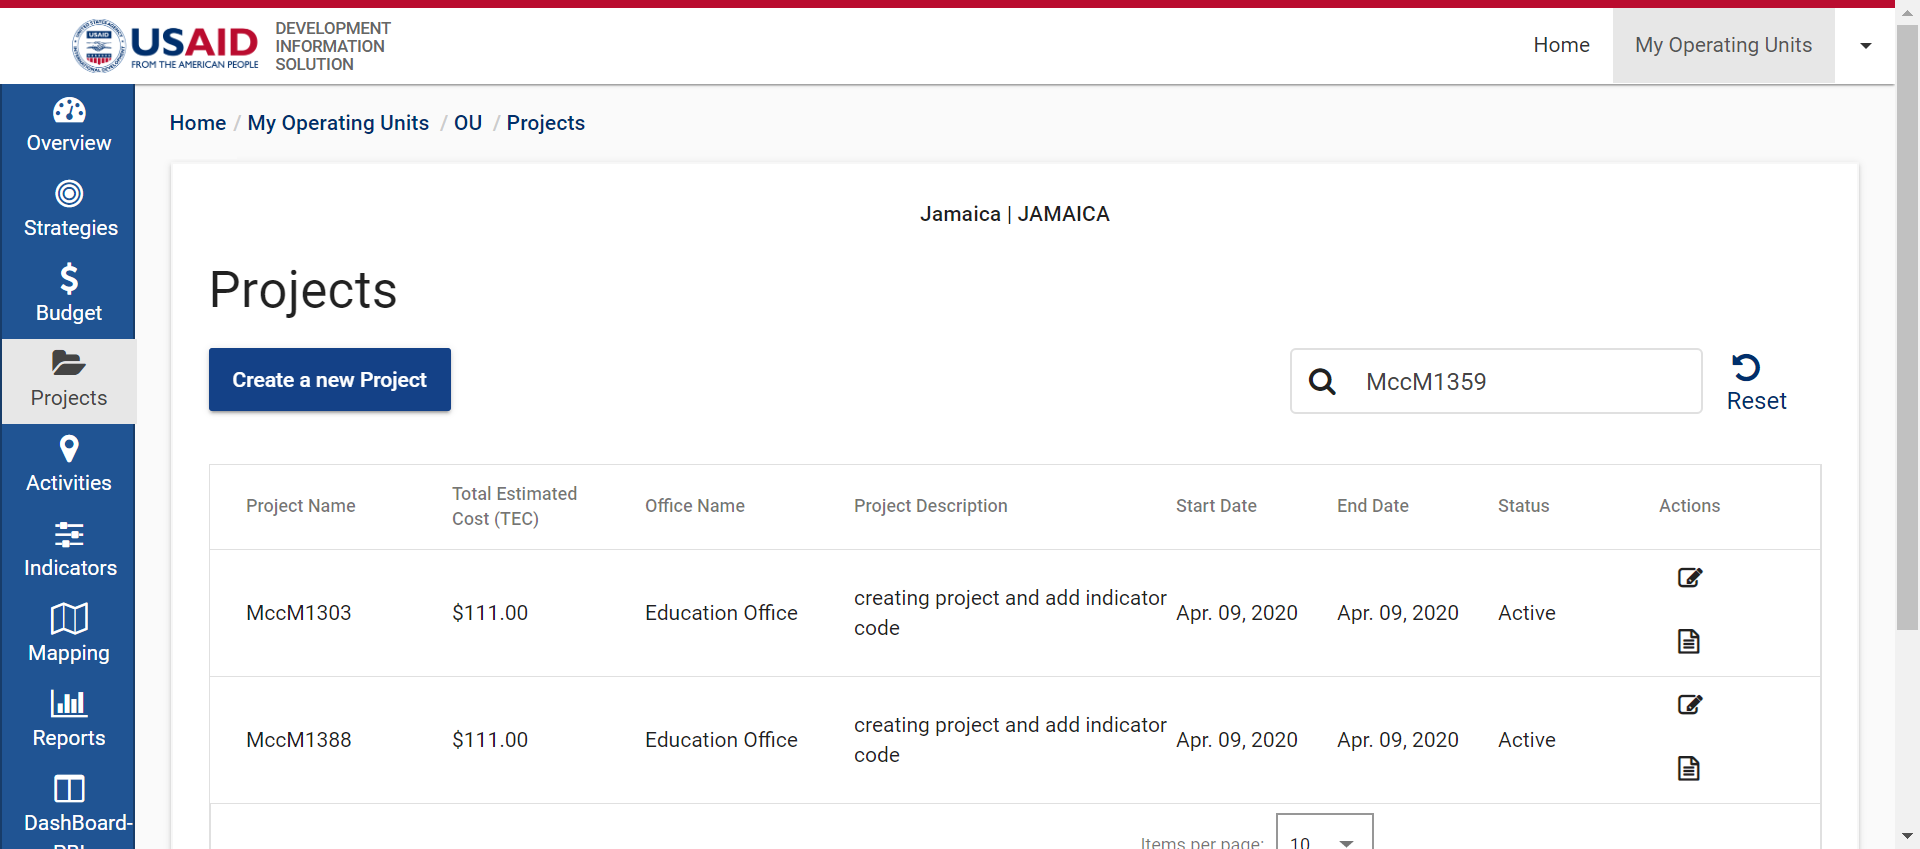 USAID
FROM THE AMERICAN PEOPLE
DEVELOPMENT
INFORMATION
SOLUTION
Home
My Operating Units
Overview
Strategies
Budget
Projects
Activities
Indicators
Mapping
Reports
DashBoard-
Home / My Operating Units / OU / Projects
Jamaica | JAMAICA
Projects
Create a new Project
MccM1359
Reset
Project Name
Total Estimated
Cost (TEC)
Office Name
Project Description
Start Date
End Date
Status
Actions
MccM1303
$111.00
Education Office
creating project and add indicator
code
Apr. 09, 2020
Apr. 09, 2020
Active
MccM1388
$111.00
Education Office
creating project and add indicator
code
Apr. 09, 2020
Apr. 09, 2020
Active
Items per page:
10